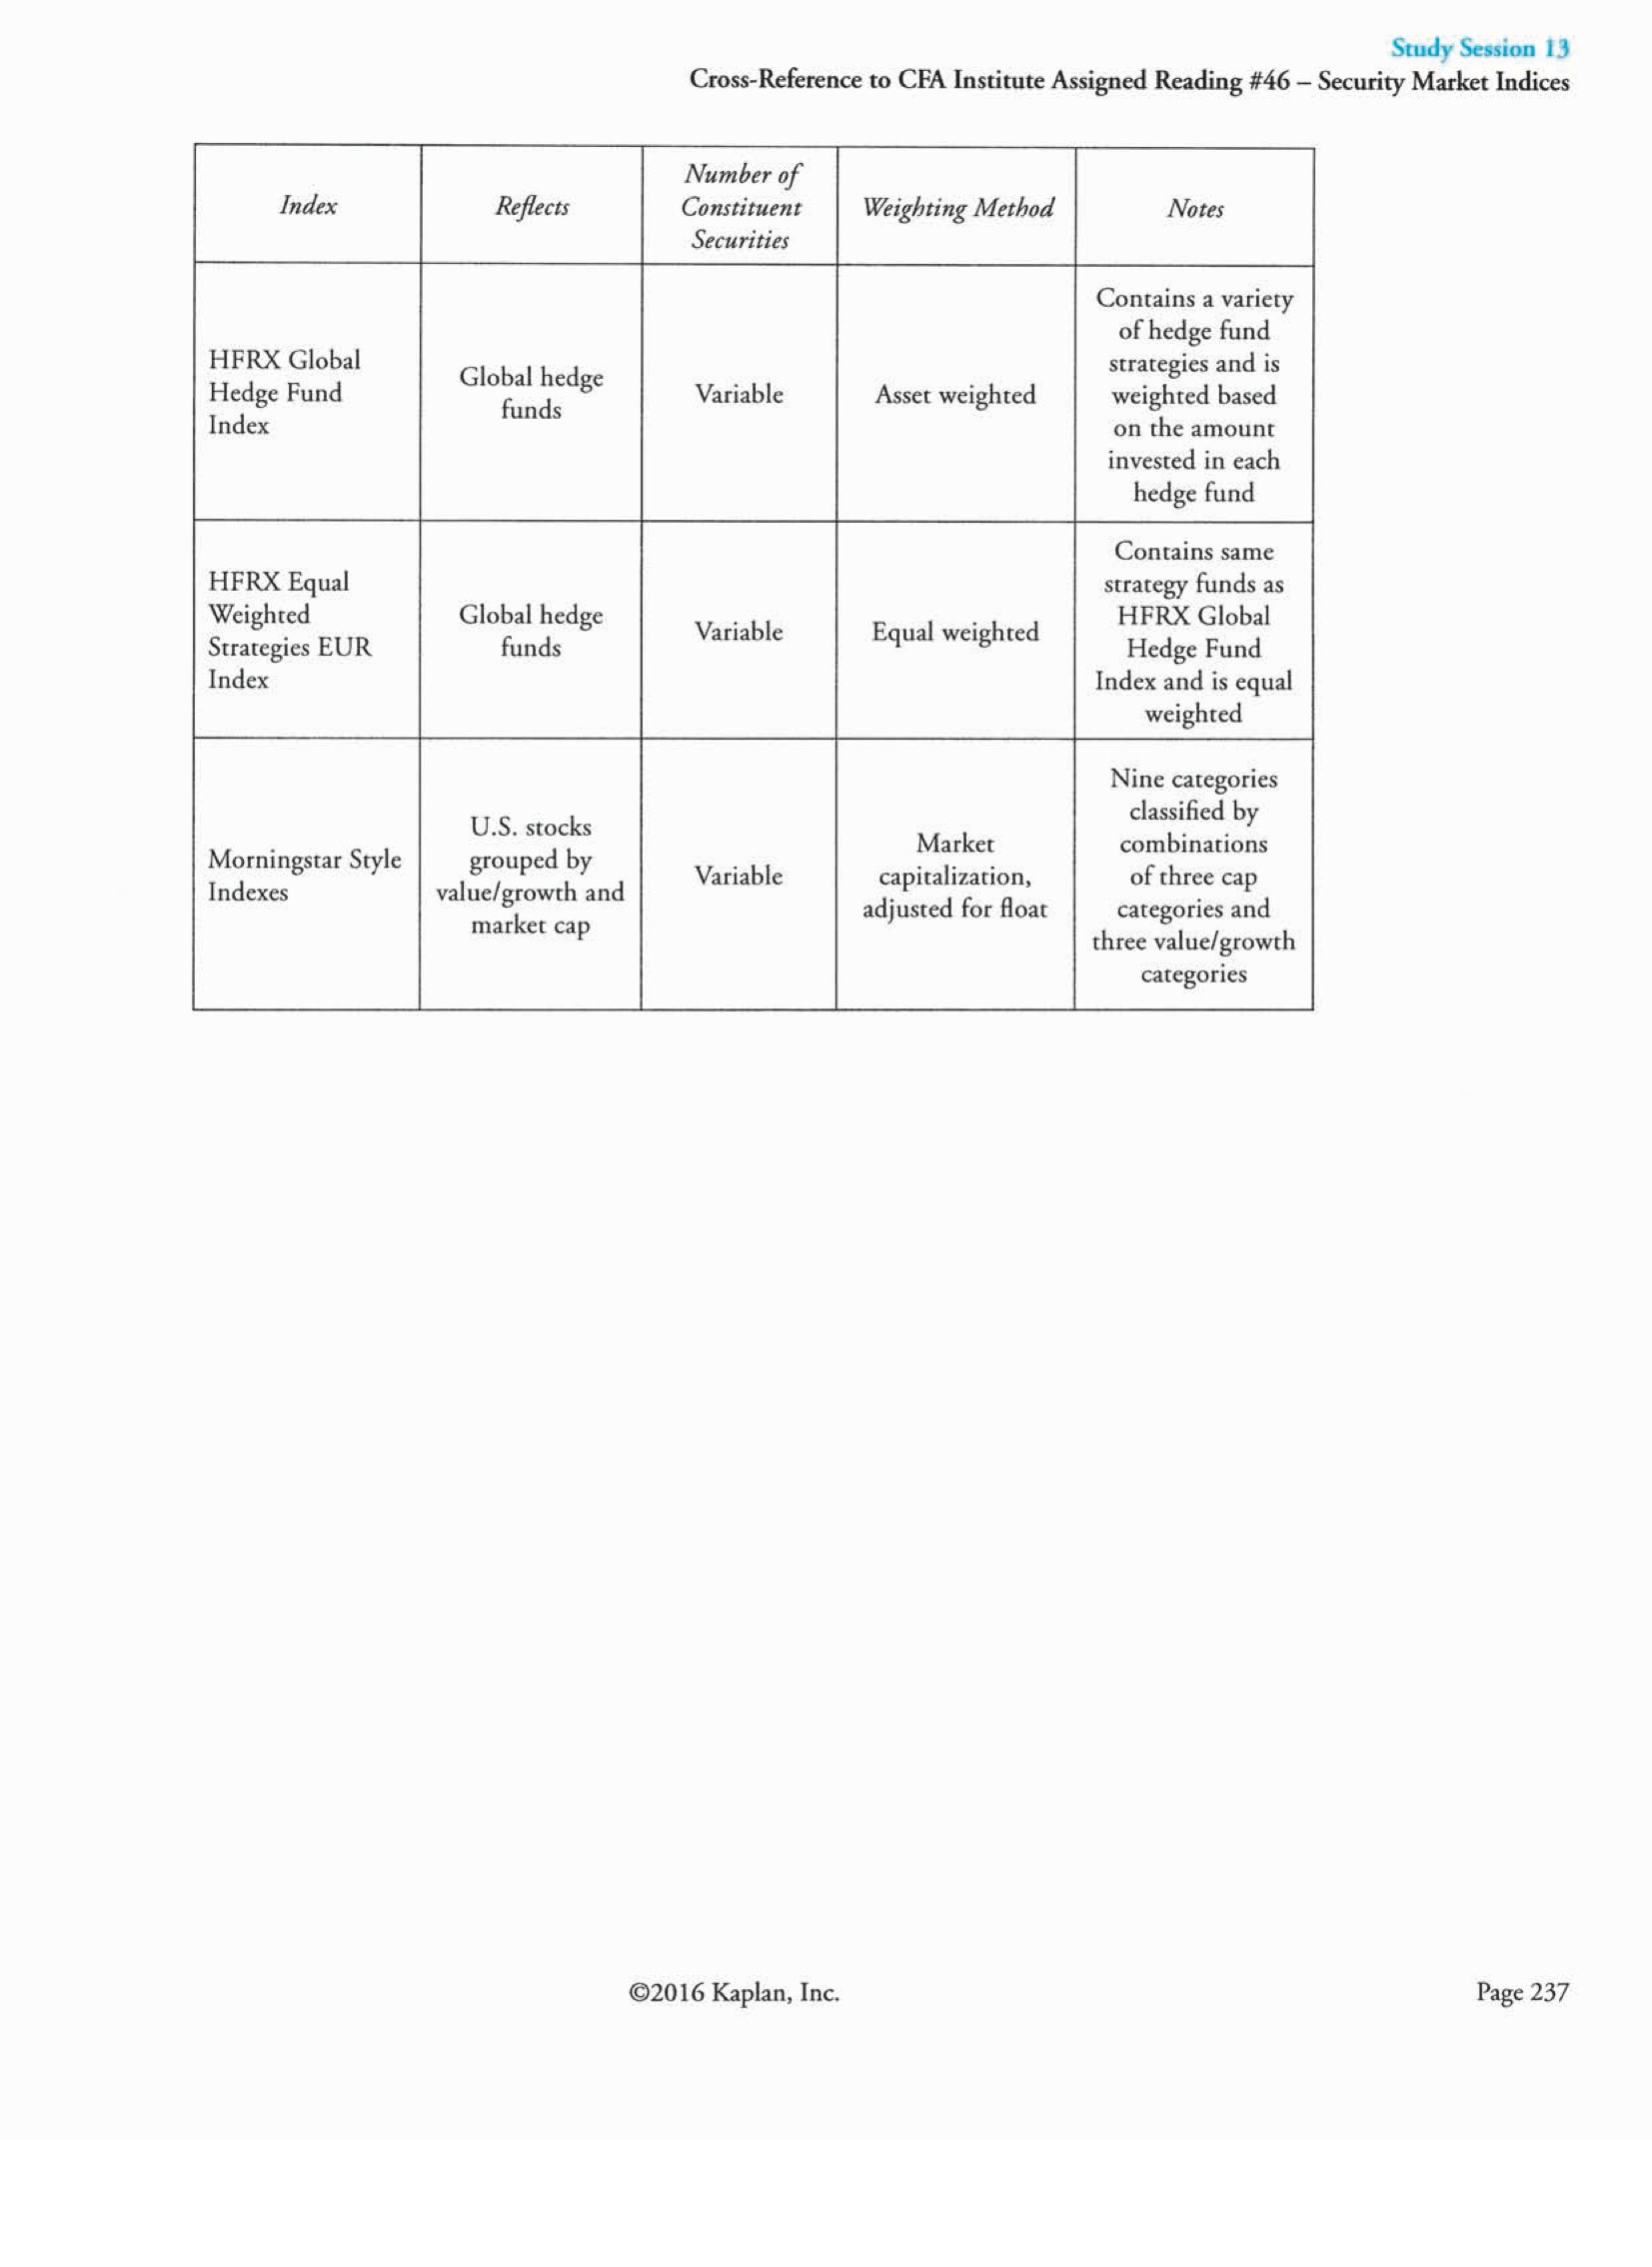 Study Session 13
Cross-Reference to CFA Institute Assigned Reading #46 – Security Market Indices
Index
Reflects
Number of
Constituent
Securities
Weighting Method
Notes
HFRX Global
Hedge Fund
Index
Global hedge
funds
Variable
Asset weighted
Contains a variety
of hedge fund
strategies and is
weighted based
on the amount
invested in each
hedge fund
HFRX Equal
Weighted
Strategies EUR
Index
Global hedge
funds
Variable
Equal weighted
Contains same
strategy funds as
HFRX Global
Hedge Fund
Index and is equal
weighted
Morningstar Style
Indexes
U.S. stocks
grouped by
value/growth and
market cap
Variable
Market
capitalization,
adjusted for float
Nine categories
classified by
combinations
of three cap
categories and
three value/growth
categories
©2016 Kaplan, Inc.
Page 237